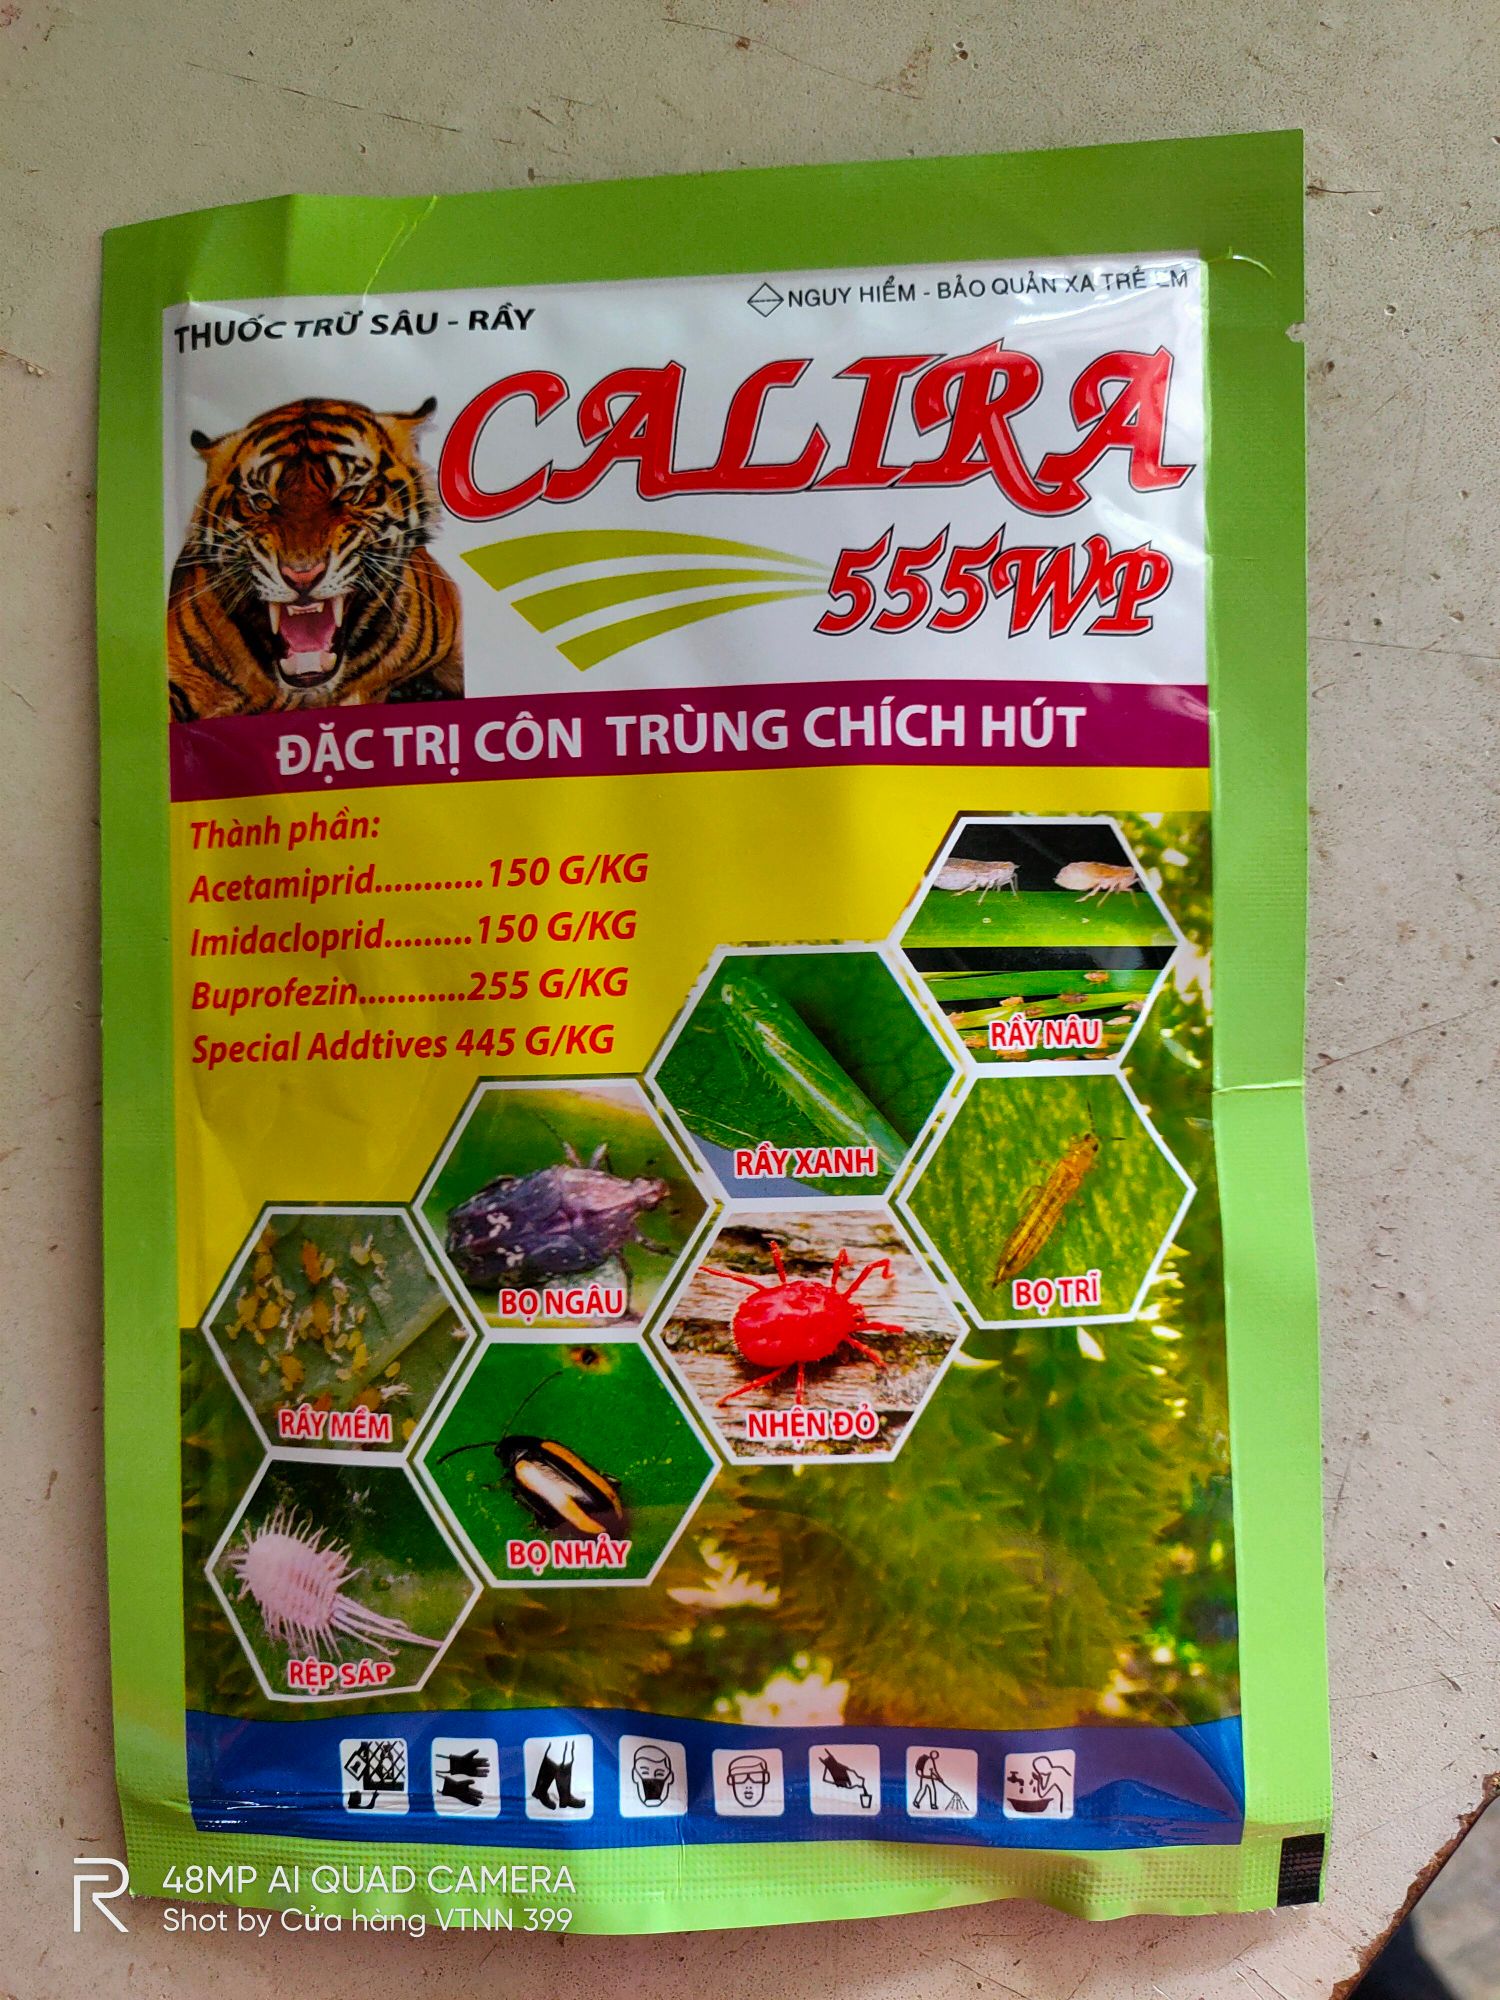 THUỐC TRỪ SÂU - RẦY
NGUY HIỂM - BẢO QUẢN XA TRẺ EM
CALIRA
555WP
ĐẶC TRỊ CÔN TRÙNG CHÍCH HÚT
Thành phần:
Acetamiprid...........150 G/KG
Imidacloprid.........150 G/KG
Buprofezin...........255 G/KG
Special Addtives 445 G/KG
RẦY NÂU
RẦY XANH
BỌ TRĨ
BỌ NGÂU
NHỆN ĐỎ
RẦY MỀM
BỌ NHẢY
RỆP SÁP
48MP AI QUAD CAMERA
Shot by Cửa hàng VTNN 399